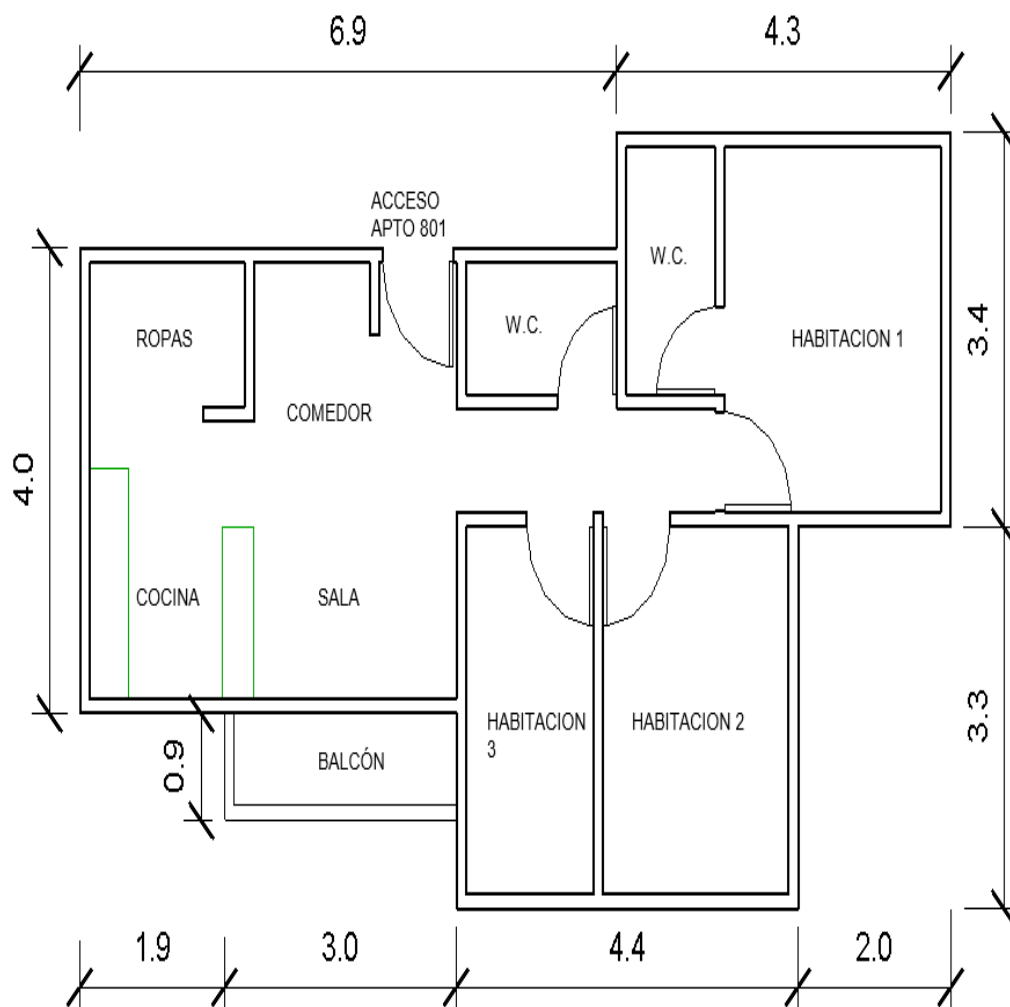 6.9
4.3
ACCESO
APTO 801
W.C.
ROPAS
W.C.
HABITACION 1
3.4
COMEDOR
4.0
COCINA
SALA
HABITACION
3
HABITACION 2
3.3
BALCÓN
0.9
1.9
3.0
4.4
2.0